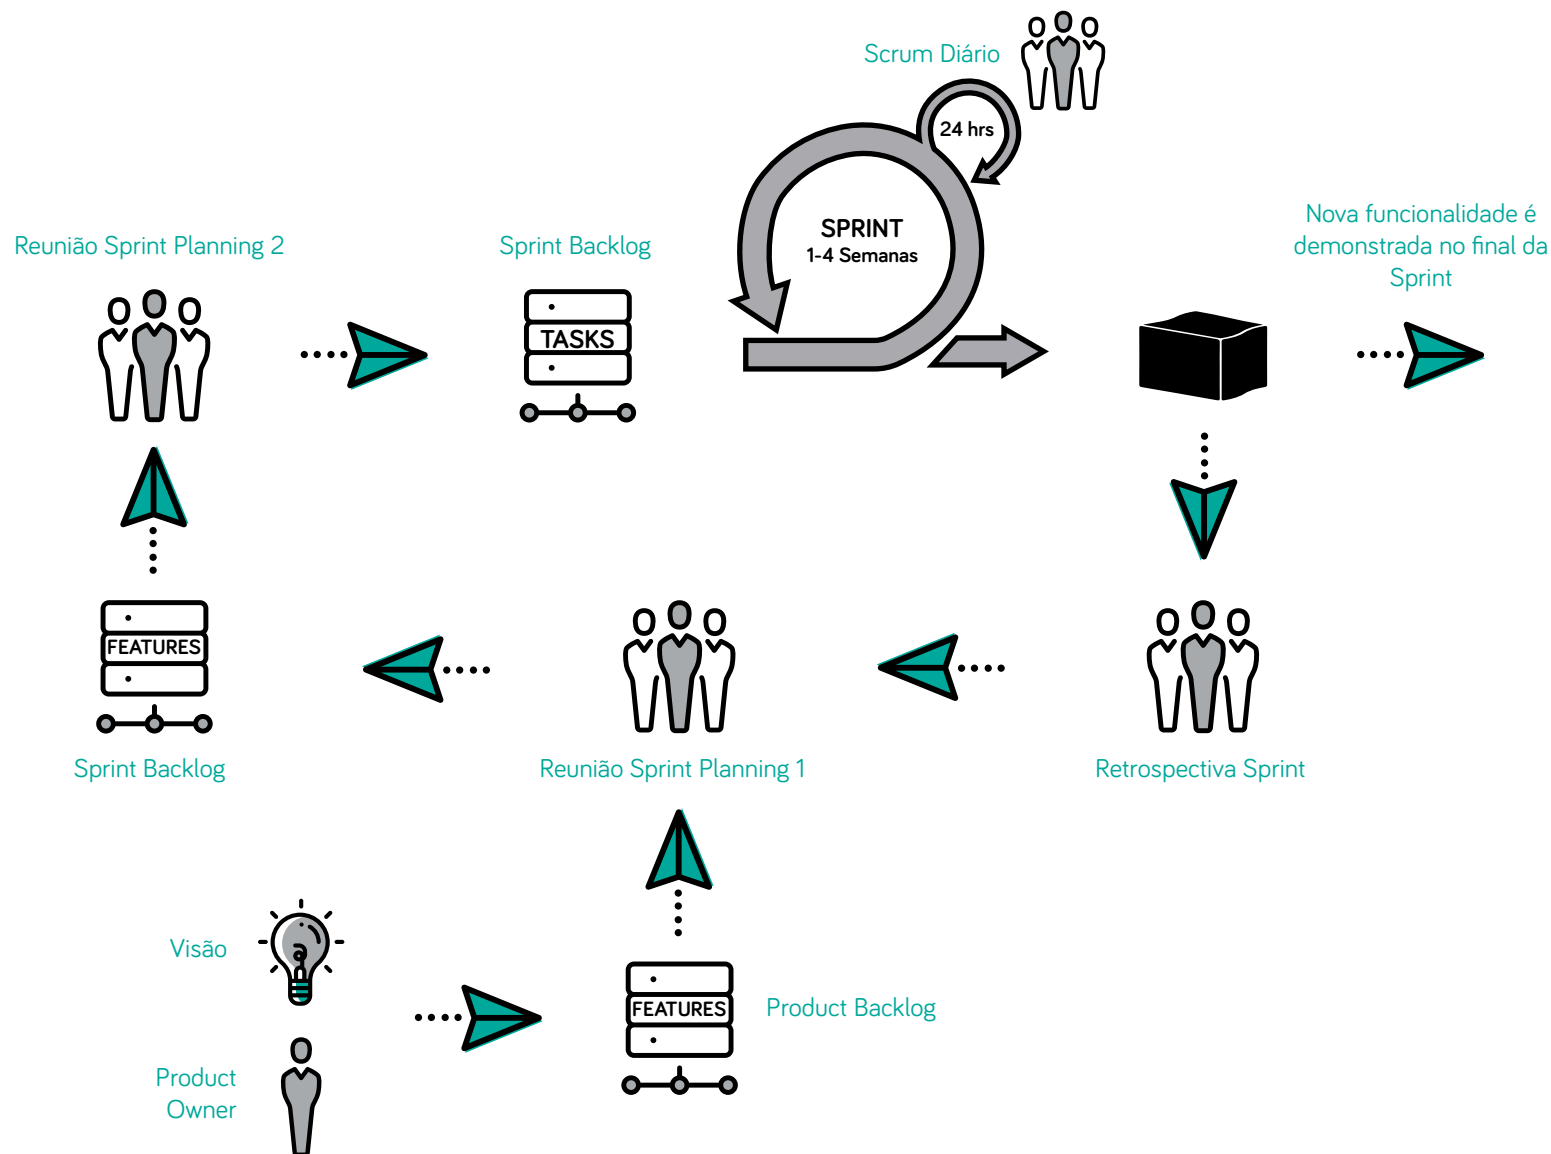 Scrum Diário
24 hrs
SPRINT
1-4 Semanas
Nova funcionalidade é
demonstrada no final da
Sprint
Reunião Sprint Planning 2
Sprint Backlog
TASKS
FEATURES
Sprint Backlog
Reunião Sprint Planning 1
Retrospectiva Sprint
Visão
FEATURES
Product Backlog
Product
Owner